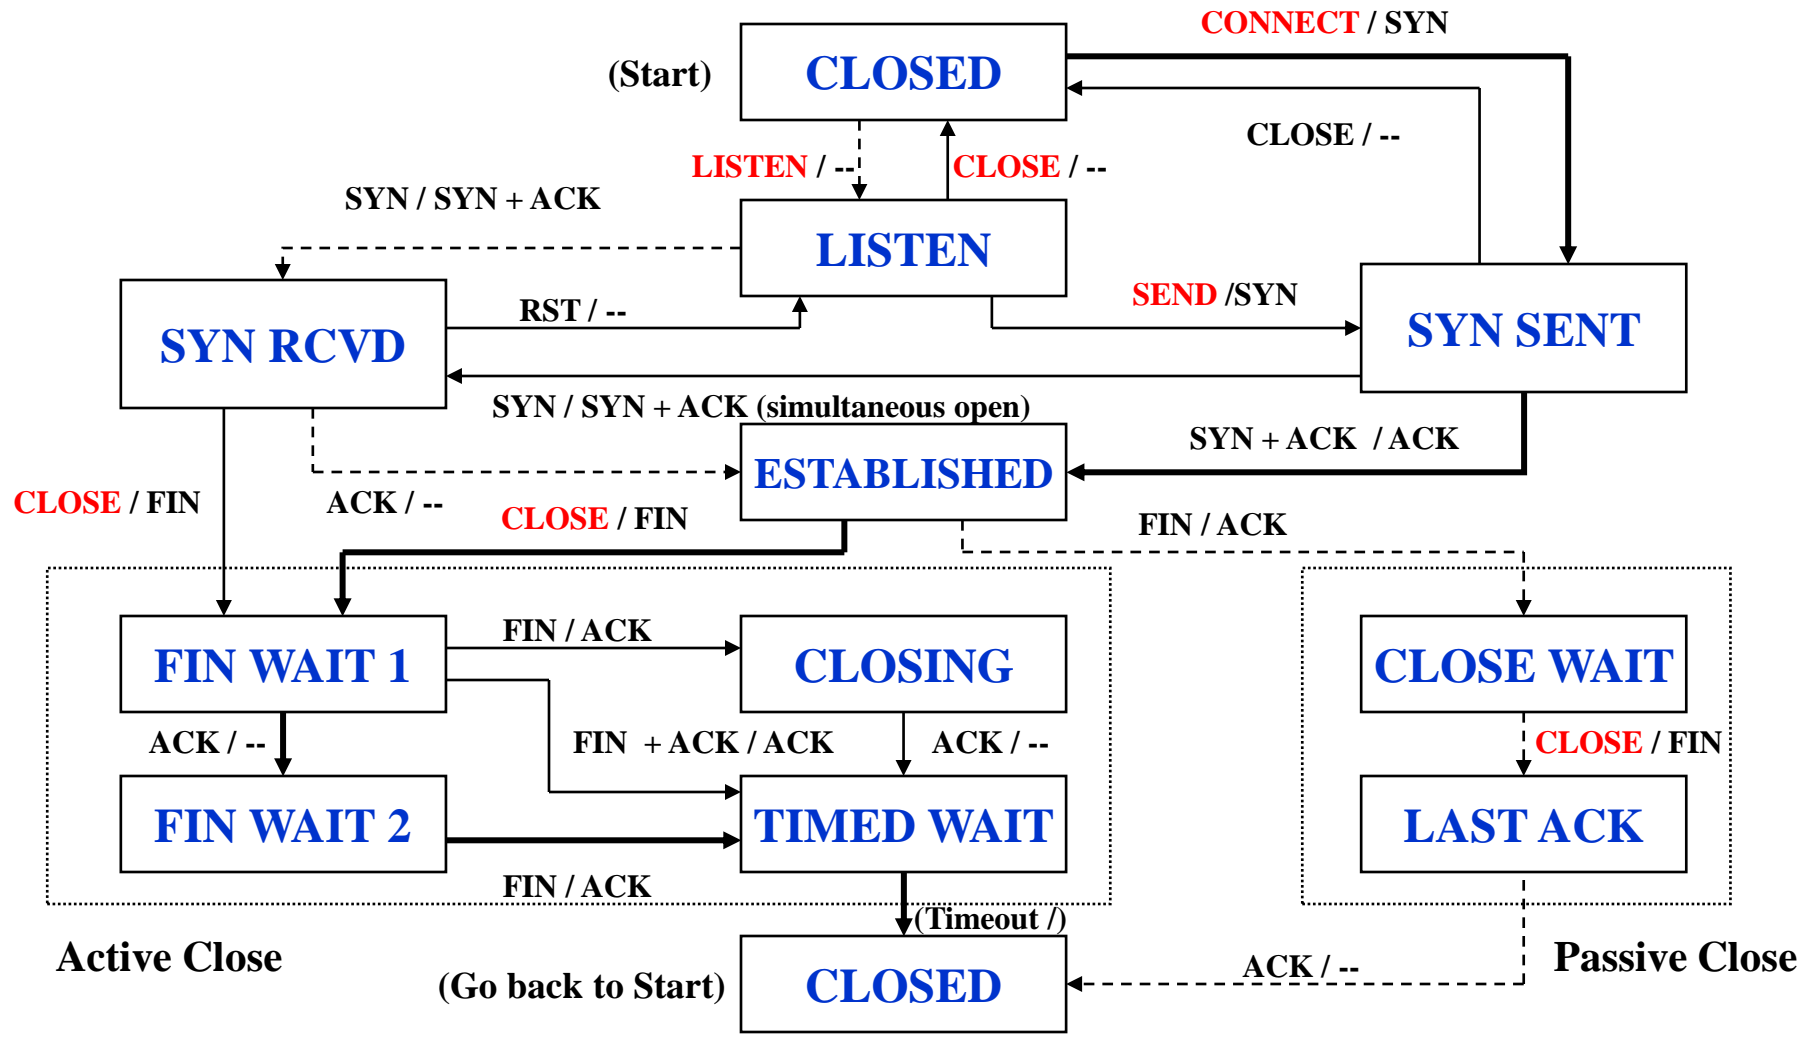 CONNECT / SYN
(Start)
CLOSED
CLOSE / --
LISTEN / --
CLOSE / --
SYN / SYN + ACK
LISTEN
SEND /SYN
RST / --
SYN RCVD
SYN SENT
SYN / SYN + ACK (simultaneous open)
SYN + ACK / ACK
ESTABLISHED
CLOSE / FIN
ACK / --
CLOSE / FIN
FIN / ACK
FIN / ACK
FIN WAIT 1
CLOSING
CLOSE WAIT
ACK / --
FIN + ACK / ACK
ACK / --
CLOSE / FIN
FIN WAIT 2
TIMED WAIT
LAST ACK
FIN / ACK
(Timeout /)
Active Close
Passive Close
ACK / --
(Go back to Start)
CLOSED